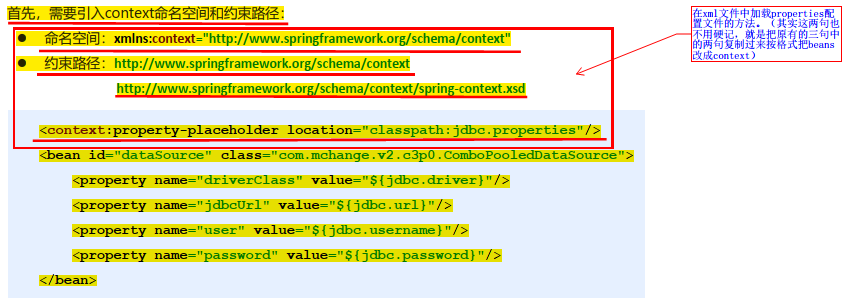 首先，需要引入context命名空间和约束路径：
● 命名空间：xmlns:context="http://www.springframework.org/schema/context"
● 约束路径：http://www.springframework.org/schema/context
http://www.springframework.org/schema/context/spring-context.xsd
<context:property-placeholder location="classpath:jdbc.properties"/>
<bean id="dataSource" class="com.mchange.v2.c3p0.ComboPooledDataSource">
<property name="driverClass" value="${jdbc.driver}"/>
<property name="jdbcUrl" value="${jdbc.url}"/>
<property name="user" value="${jdbc.username}"/>
<property name="password" value="${jdbc.password}"/>
</bean>
在xml文件中加载properties配
置文件的方法。（其实这两句也
不用硬记，就是把原有的三句中
的两句复制过来按格式把beans
改成context）